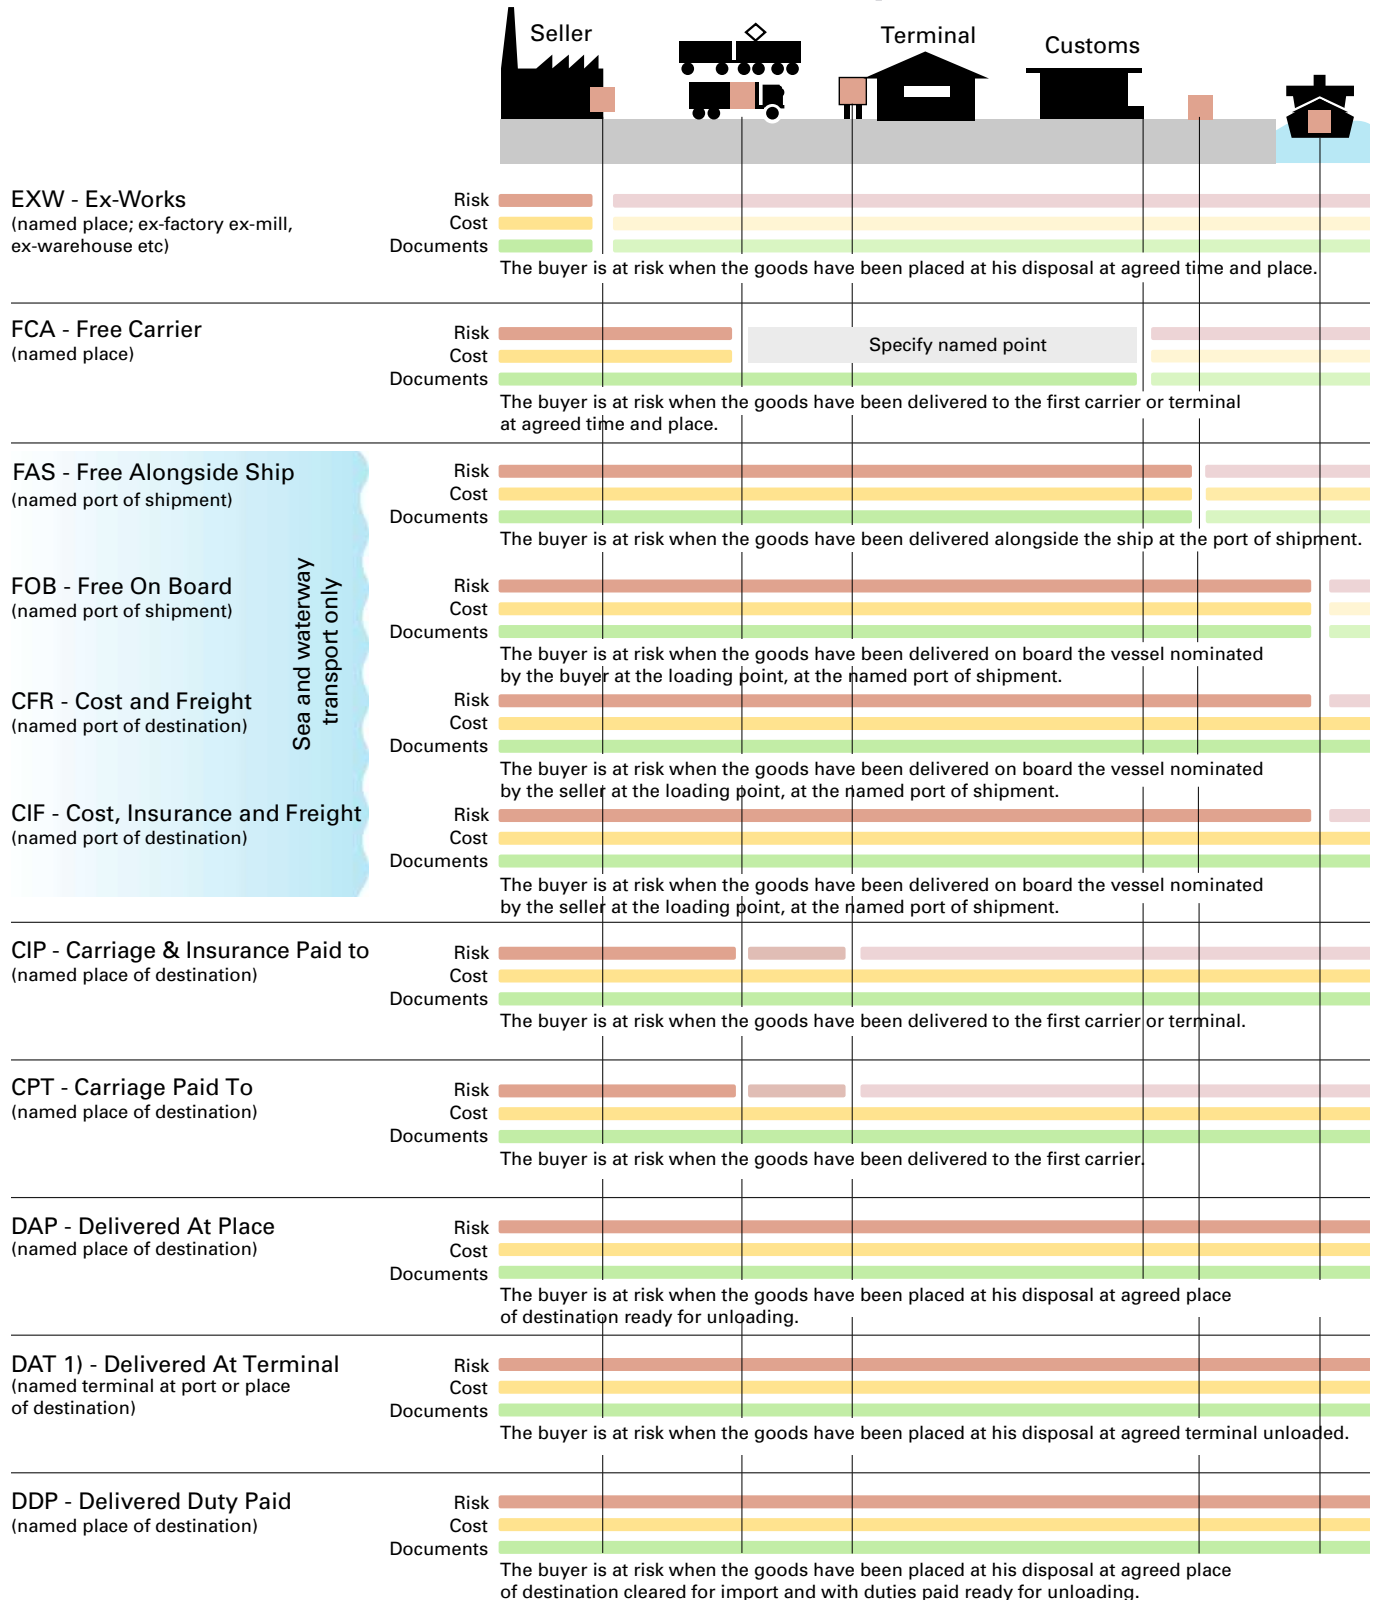 Seller
Terminal
Customs
EXW - Ex-Works
(named place; ex-factory ex-mill,
ex-warehouse etc)
Risk
Cost
Documents
The buyer is at risk when the goods have been placed at his disposal at agreed time and place.
FCA - Free Carrier
(named place)
Risk
Cost
Documents
Specify named point
The buyer is at risk when the goods have been delivered to the first carrier or terminal
at agreed time and place.
Sea and waterway
transport only
FAS - Free Alongside Ship
(named port of shipment)
Risk
Cost
Documents
The buyer is at risk when the goods have been delivered alongside the ship at the port of shipment.
FOB - Free On Board
(named port of shipment)
Risk
Cost
Documents
The buyer is at risk when the goods have been delivered on board the vessel nominated
by the buyer at the loading point, at the named port of shipment.
CFR - Cost and Freight
(named port of destination)
Risk
Cost
Documents
The buyer is at risk when the goods have been delivered on board the vessel nominated
by the seller at the loading point, at the named port of shipment.
CIF - Cost, Insurance and Freight
(named port of destination)
Risk
Cost
Documents
The buyer is at risk when the goods have been delivered on board the vessel nominated
by the seller at the loading point, at the named port of shipment.
CIP - Carriage & Insurance Paid to
(named place of destination)
Risk
Cost
Documents
The buyer is at risk when the goods have been delivered to the first carrier or terminal.
CPT - Carriage Paid To
(named place of destination)
Risk
Cost
Documents
The buyer is at risk when the goods have been delivered to the first carrier.
DAP - Delivered At Place
(named place of destination)
Risk
Cost
Documents
The buyer is at risk when the goods have been placed at his disposal at agreed place
of destination ready for unloading.
DAT 1) - Delivered At Terminal
(named terminal at port or place
of destination)
Risk
Cost
Documents
The buyer is at risk when the goods have been placed at his disposal at agreed terminal unloaded.
DDP - Delivered Duty Paid
(named place of destination)
Risk
Cost
Documents
The buyer is at risk when the goods have been placed at his disposal at agreed place
of destination cleared for import and with duties paid ready for unloading.